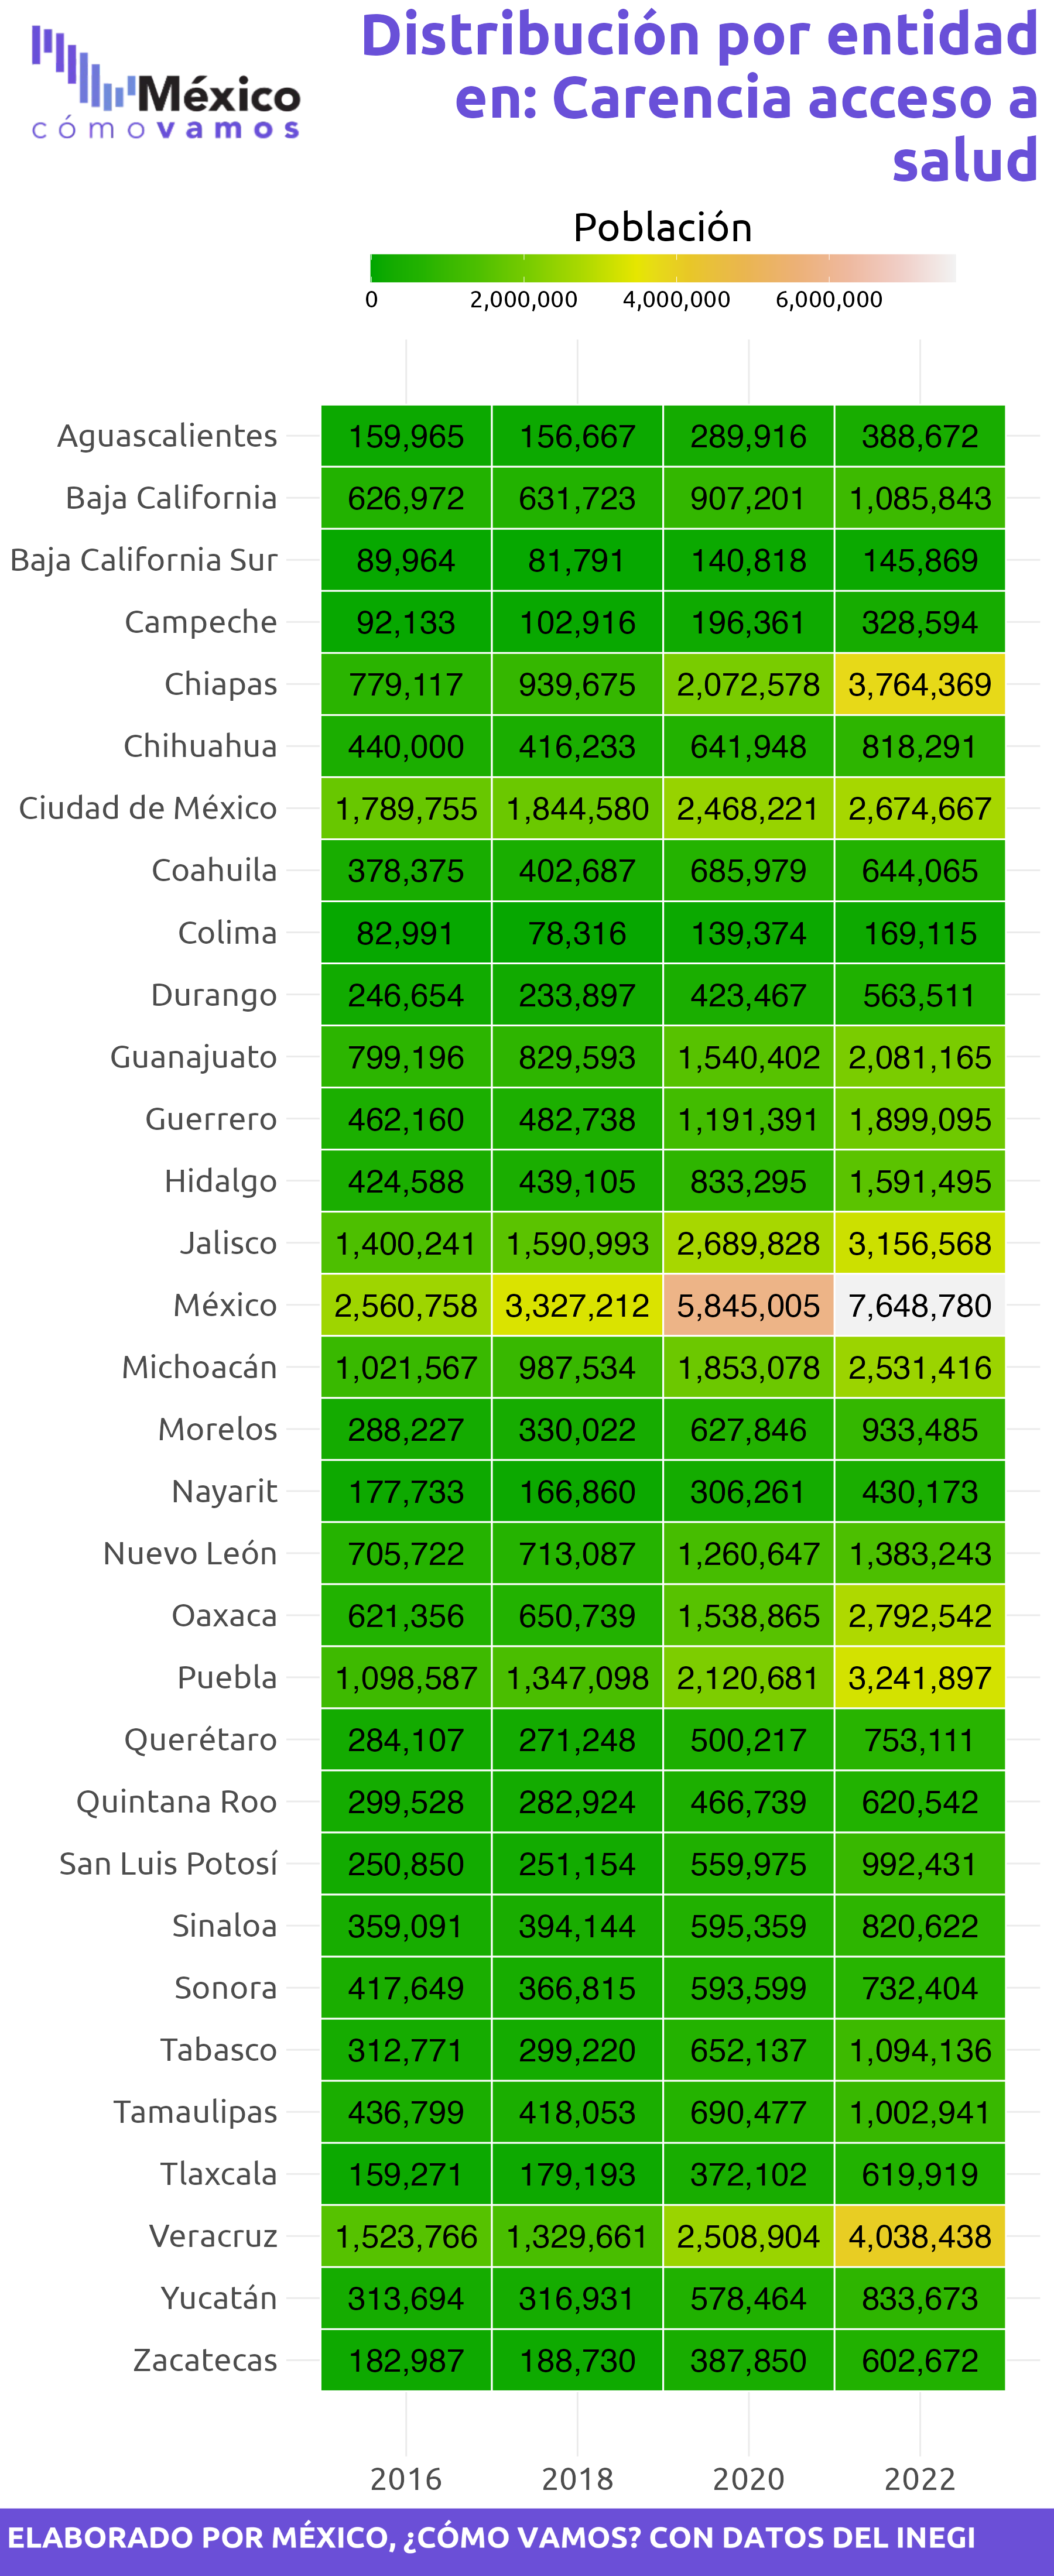 México
cómovamos
Distribución por entidad
en: Carencia acceso a
salud
Población
0 2,000,000 4,000,000 6,000,000
Aguascalientes 159,965 156,667 289,916 388,672
Baja California 626,972 631,723 907,201 1,085,843
Baja California Sur 89,964 81,791 140,818 145,869
Campeche 92,133 102,916 196,361 328,594
Chiapas 779,117 939,675 2,072,578 3,764,369
Chihuahua 440,000 416,233 641,948 818,291
Ciudad de México 1,789,755 1,844,580 2,468,221 2,674,667
Coahuila 378,375 402,687 685,979 644,065
Colima 82,991 78,316 139,374 169,115
Durango 246,654 233,897 423,467 563,511
Guanajuato 799,196 829,593 1,540,402 2,081,165
Guerrero 462,160 482,738 1,191,391 1,899,095
Hidalgo 424,588 439,105 833,295 1,591,495
Jalisco 1,400,241 1,590,993 2,689,828 3,156,568
México 2,560,758 3,327,212 5,845,005 7,648,780
Michoacán 1,021,567 987,534 1,853,078 2,531,416
Morelos 288,227 330,022 627,846 933,485
Nayarit 177,733 166,860 306,261 430,173
Nuevo León 705,722 713,087 1,260,647 1,383,243
Oaxaca 621,356 650,739 1,538,865 2,792,542
Puebla 1,098,587 1,347,098 2,120,681 3,241,897
Querétaro 284,107 271,248 500,217 753,111
Quintana Roo 299,528 282,924 466,739 620,542
San Luis Potosí 250,850 251,154 559,975 992,431
Sinaloa 359,091 394,144 595,359 820,622
Sonora 417,649 366,815 593,599 732,404
Tabasco 312,771 299,220 652,137 1,094,136
Tamaulipas 436,799 418,053 690,477 1,002,941
Tlaxcala 159,271 179,193 372,102 619,919
Veracruz 1,523,766 1,329,661 2,508,904 4,038,438
Yucatán 313,694 316,931 578,464 833,673
Zacatecas 182,987 188,730 387,850 602,672
2016 2018 2020 2022
ELABORADO POR MÉXICO, ¿CÓMO VAMOS? CON DATOS DEL INEGI